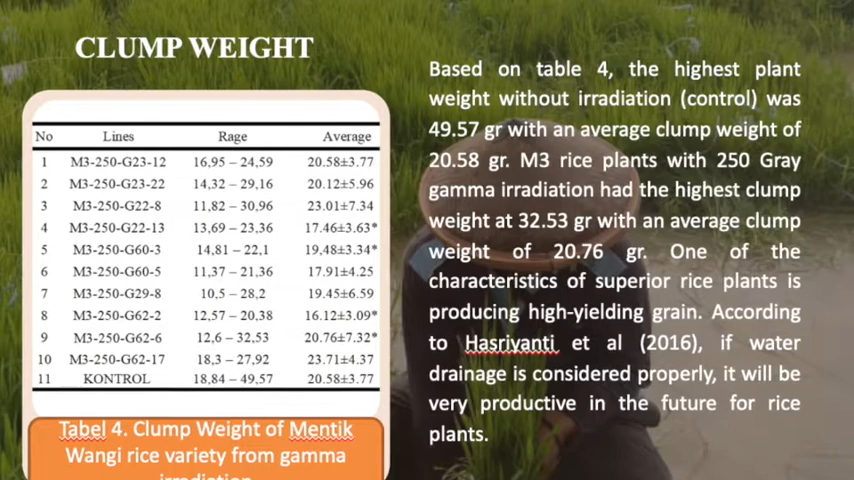 CLUMP WEIGHT
No Lines Rage Average
1 M3-250-G23-12 16,95 – 24,59 20.58±3.77
2 M3-250-G23-22 14,32 – 29,16 20.12±5.96
3 M3-250-G22-8 11,82 – 30,96 23.01±7.34
4 M3-250-G22-13 13,69 – 23,36 17.46±3.63*
5 M3-250-G60-3 14,81 – 22,1 19,48±3.34*
6 M3-250-G60-5 11,37 – 21,36 17.91±4.25
7 M3-250-G29-8 10,5 – 28,2 19.45±6.59
8 M3-250-G62-2 12,57 – 20,38 16.12±3.09*
9 M3-250-G62-6 12,6 – 32,53 20.76±7.32*
10 M3-250-G62-17 18,3 – 27,92 23.71±4.37
11 KONTROL 18,84 – 49,57 20.58±3.77
Tabel 4. Clump Weight of Mentik
Wangi rice variety from gamma
irradiation
Based on table 4, the highest plant
weight without irradiation (control) was
49.57 gr with an average clump weight of
20.58 gr. M3 rice plants with 250 Gray
gamma irradiation had the highest clump
weight at 32.53 gr with an average clump
weight of 20.76 gr. One of the
characteristics of superior rice plants is
producing high-yielding grain. According
to Hasriyanti et al (2016), if water
drainage is considered properly, it will be
very productive in the future for rice
plants.